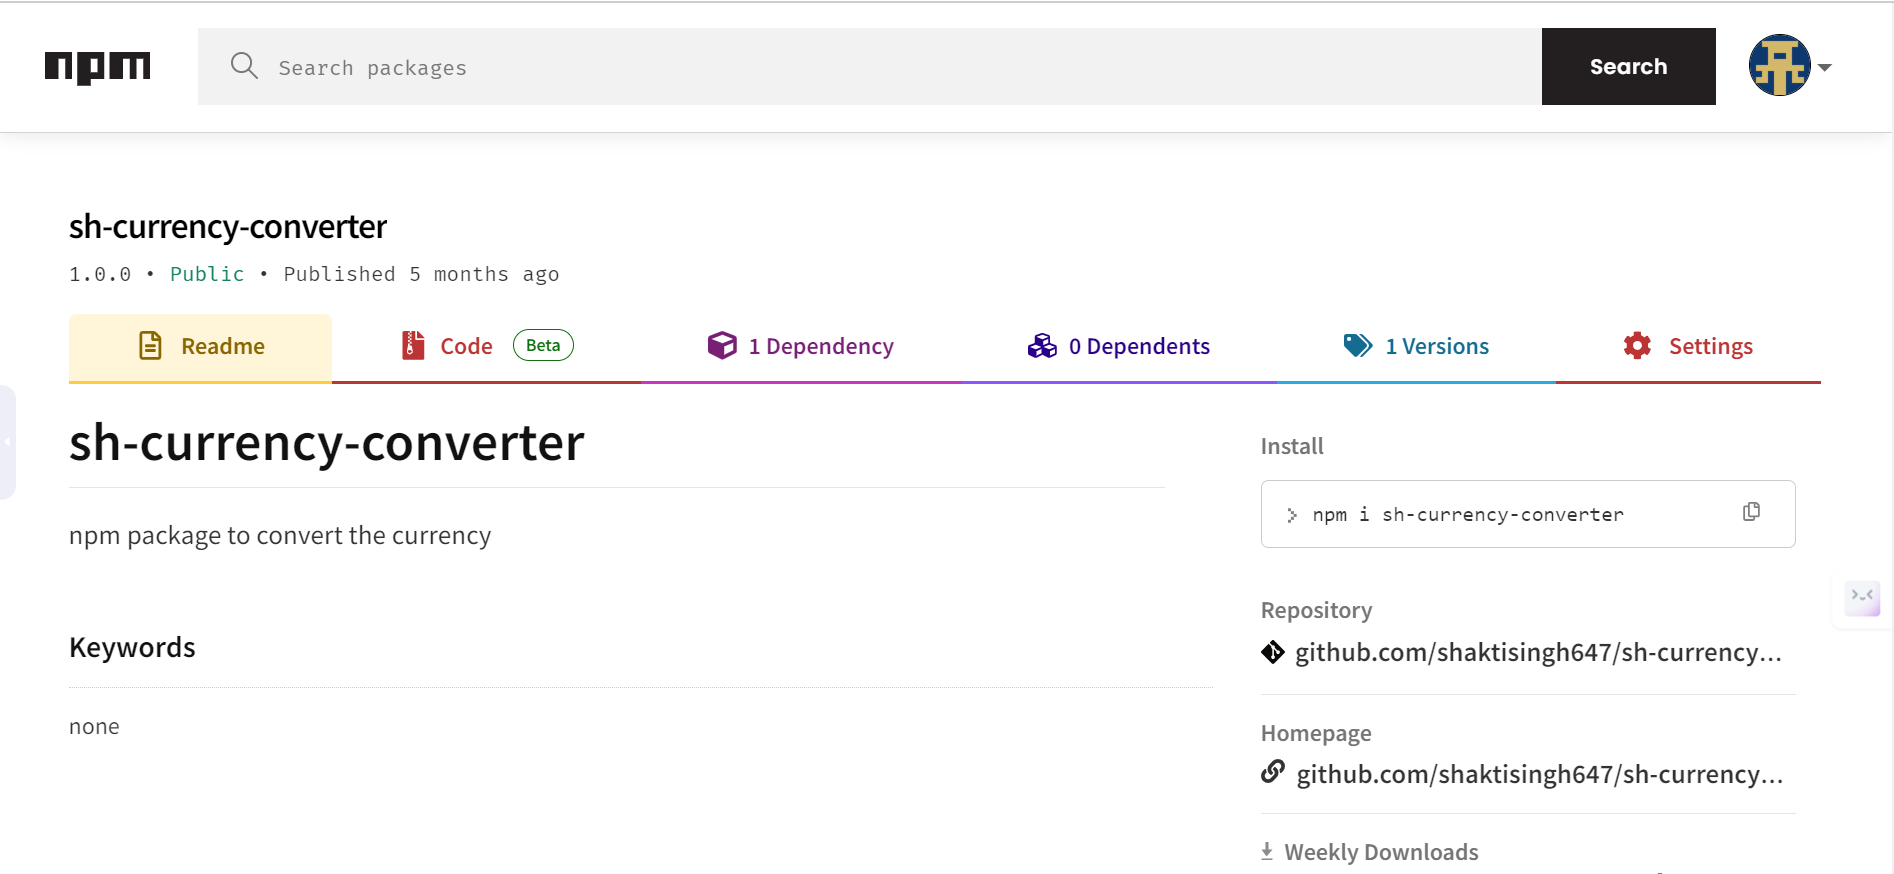 npm
Search packages
Search
sh-currency-converter
1.0.0 • Public • Published 5 months ago
Readme
Code Beta
1 Dependency
0 Dependents
1 Versions
Settings
sh-currency-converter
npm package to convert the currency
Keywords
none
Install
> npm i sh-currency-converter
Repository
github.com/shaktisingh647/sh-currency...
Homepage
github.com/shaktisingh647/sh-currency...
Weekly Downloads